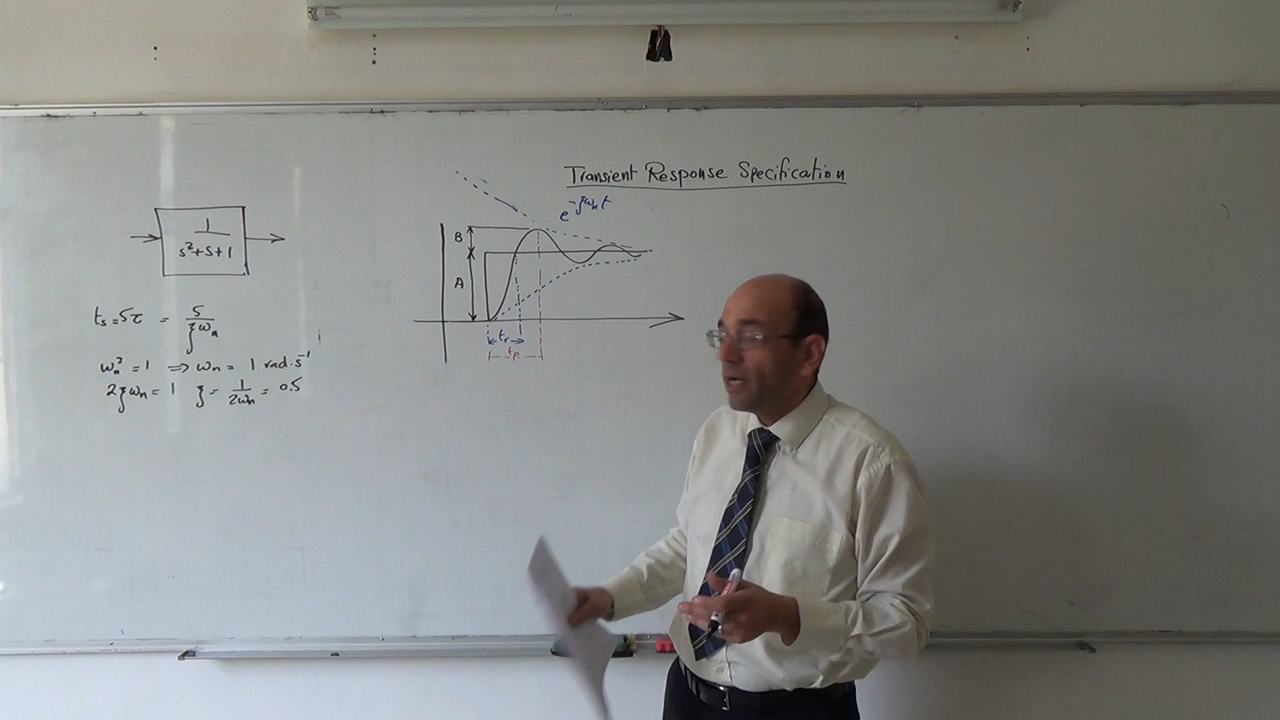 Transient Response Specification
1
s²+s+1
e^-ζωnt
B
A
tr
tp
ts = 5τ = 5/ζωn
ωn² = 1 ⇒ ωn = 1 rad.s⁻¹
2ζωn = 1 ζ = 1/2ωn = 0.5